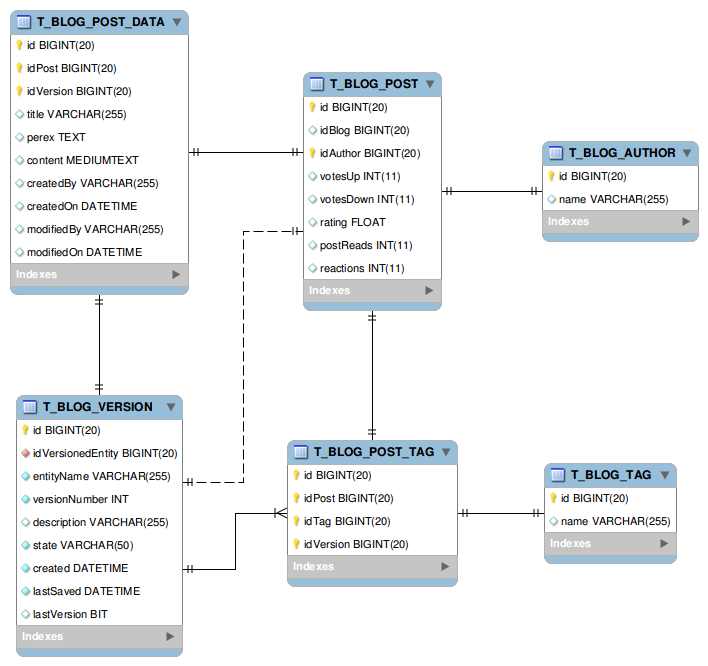 T_BLOG_POST_DATA
id BIGINT(20)
idPost BIGINT(20)
idVersion BIGINT(20)
title VARCHAR(255)
perex TEXT
content MEDIUMTEXT
createdBy VARCHAR(255)
createdOn DATETIME
modifiedBy VARCHAR(255)
modifiedOn DATETIME
Indexes
T_BLOG_POST
id BIGINT(20)
idBlog BIGINT(20)
idAuthor BIGINT(20)
votesUp INT(11)
votesDown INT(11)
rating FLOAT
postReads INT(11)
reactions INT(11)
Indexes
T_BLOG_AUTHOR
id BIGINT(20)
name VARCHAR(255)
Indexes
T_BLOG_VERSION
id BIGINT(20)
idVersionedEntity BIGINT(20)
entityName VARCHAR(255)
versionNumber INT
description VARCHAR(255)
state VARCHAR(50)
created DATETIME
lastSaved DATETIME
lastVersion BIT
Indexes
T_BLOG_POST_TAG
id BIGINT(20)
idPost BIGINT(20)
idTag BIGINT(20)
idVersion BIGINT(20)
Indexes
T_BLOG_TAG
id BIGINT(20)
name VARCHAR(255)
Indexes